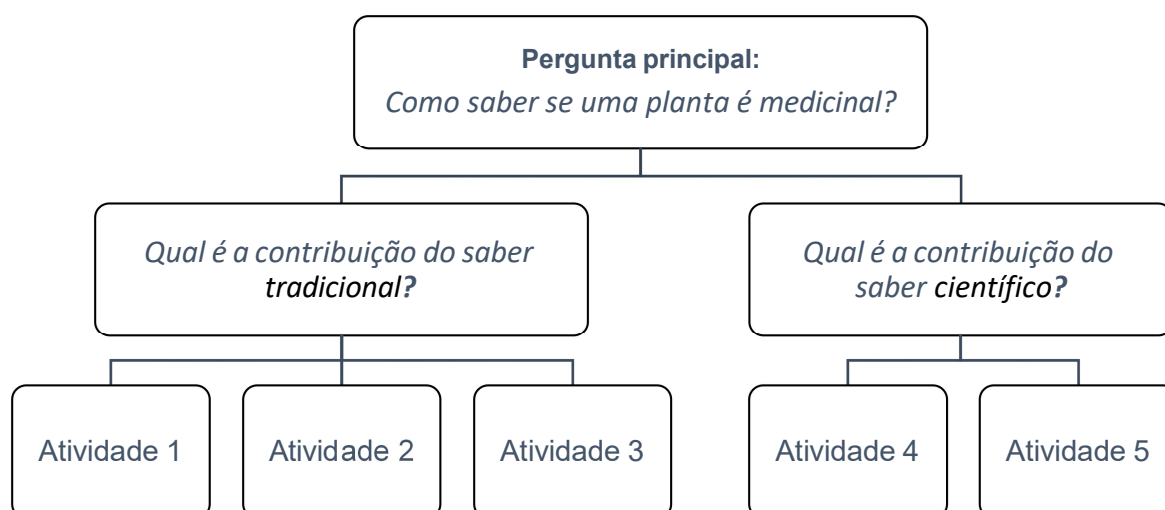 Pergunta principal:
Como saber se uma planta é medicinal?
Qual é a contribuição do saber
tradicional?
Qual é a contribuição do
saber científico?
Atividade 1
Atividade 2
Atividade 3
Atividade 4
Atividade 5